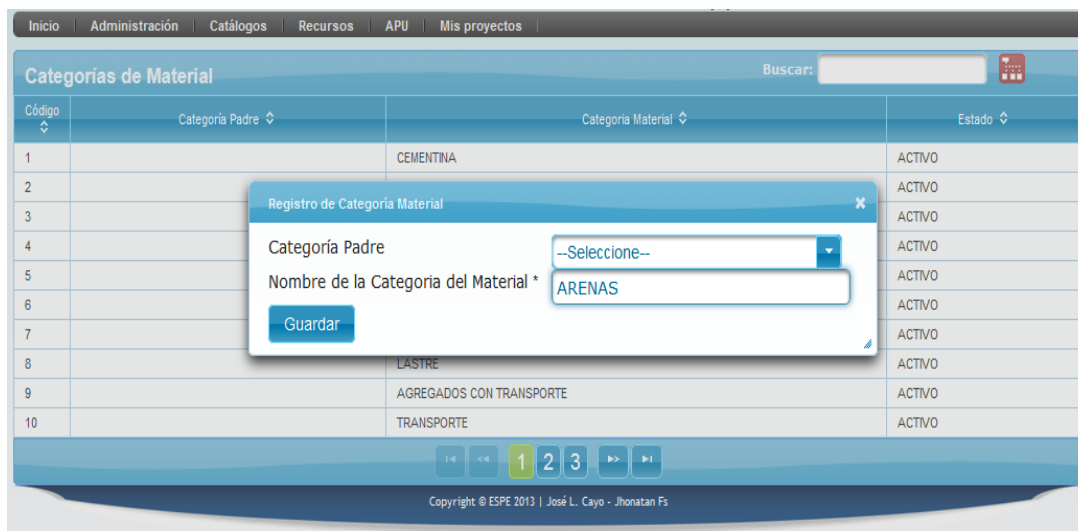 Inicio Administración Catálogos Recursos APU Mis proyectos
Categorías de Material Buscar:
Código Categoría Padre Categoria Material Estado
1 CEMENTINA ACTIVO
2 ACTIVO
3 ACTIVO
4 ACTIVO
5 ACTIVO
6 ACTIVO
7 ACTIVO
8 LASTRE ACTIVO
9 AGREGADOS CON TRANSPORTE ACTIVO
10 TRANSPORTE ACTIVO
Registro de Categoria Material
Categoría Padre --Seleccione--
Nombre de la Categoria del Material * ARENAS
Guardar
1 2 3
Copyright © ESPE 2013 | José L. Cayo - Jhonatan Fs